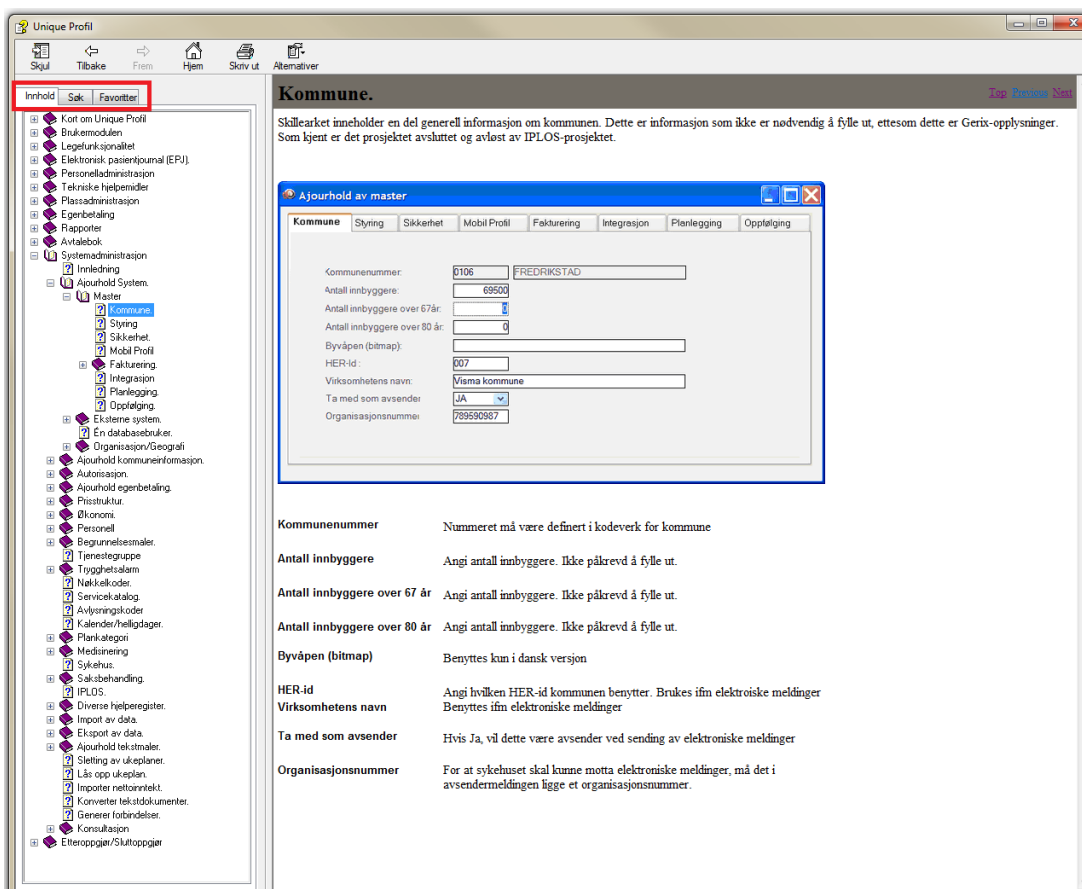 Unique Profil
Skjul Tilbake Frem Hjem Skriv ut Alternativer
Innhold Søk Favoritter
Kort om Unique Profil
Brukermodulen
Legefunksjonalitet
Elektronisk pasientjournal (EPJ).
Personelladministrasjon
Tekniske hjelpemidler
Plassadministrasjon
Egenbetaling
Rapporter
Avtalebok
Systemadministrasjon
Innledning
Ajourhold System.
Master
Kommune.
Styring
Sikkerhet.
Mobil Profil
Fakturering.
Integrasjon
Planlegging.
Oppfølging.
Eksterne system.
Én databasebruker.
Organisasjon/Geografi
Ajourhold kommuneinformasjon.
Autorisasjon.
Ajourhold egenbetaling.
Prisstruktur.
Økonomi.
Personell
Begrunnelsesmaler.
Tjenestegruppe
Trygghetsalarm
Nøkkelkoder.
Servicekatalog.
Avlysningskoder
Kalender/helligdager.
Plankategori
Medisinering
Sykehus.
Saksbehandling.
IPLOS.
Diverse hjelperegister.
Import av data.
Eksport av data.
Ajourhold tekstmaler.
Sletting av ukeplaner.
Lås opp ukeplan.
Importer nettoinntekt.
Konverter tekstdokumenter.
Generer forbindelser.
Konsultasjon
Etteroppgjør/Sluttoppgjør
Kommune.
Top Previous Next
Skillearket inneholder en del generell informasjon om kommunen. Dette er informasjon som ikke er nødvendig å fylle ut, ettesom dette er Gerix-opplysninger.
Som kjent er det prosjektet avsluttet og avløst av IPLOS-prosjektet.
Ajourhold av master
Kommune Styring Sikkerhet Mobil Profil Fakturering Integrasjon Planlegging Oppfølging
Kommunenummer: 0106 FREDRIKSTAD
Antall innbyggere: 69500
Antall innbyggere over 67år: 0
Antall innbyggere over 80 år: 0
Byvåpen (bitmap):
HER-Id : 007
Virksomhetens navn: Visma kommune
Ta med som avsender JA
Organisasjonsnummer 789590987
Kommunenummer Nummeret må være definert i kodeverk for kommune
Antall innbyggere Angi antall innbyggere. Ikke påkrevd å fylle ut.
Antall innbyggere over 67 år Angi antall innbyggere. Ikke påkrevd å fylle ut.
Antall innbyggere over 80 år Angi antall innbyggere. Ikke påkrevd å fylle ut.
Byvåpen (bitmap) Benyttes kun i dansk versjon
HER-id Angi hvilken HER-id kommunen benytter. Brukes ifm elektroiske meldinger
Virksomhetens navn Benyttes ifm elektroniske meldinger
Ta med som avsender Hvis Ja, vil dette være avsender ved sending av elektroniske meldinger
Organisasjonsnummer For at sykehuset skal kunne motta elektroniske meldinger, må det i
avsendermeldingen ligge et organisasjonsnummer.